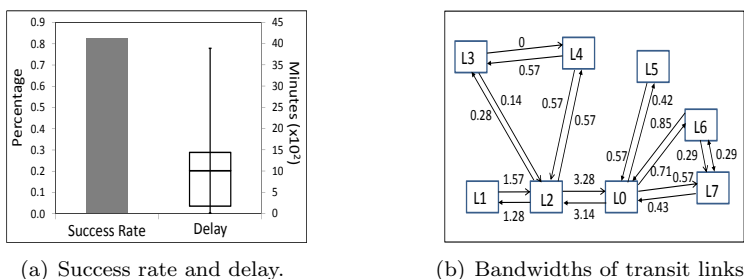 0.9
0.8
0.7
0.6
0.5
0.4
0.3
0.2
0.1
0.0
Percentage
45
40
35
30
25
20
15
10
5
0
Minutes (x10²)
Success Rate
Delay
(a) Success rate and delay.
L3
0
L4
0.57
L5
0.14
0.28
0.57
0.57
0.42
0.85
L6
0.57
0.71
0.29
0.29
L1
1.57
L2
3.28
L0
0.57
L7
1.28
3.14
0.43
(b) Bandwidths of transit links